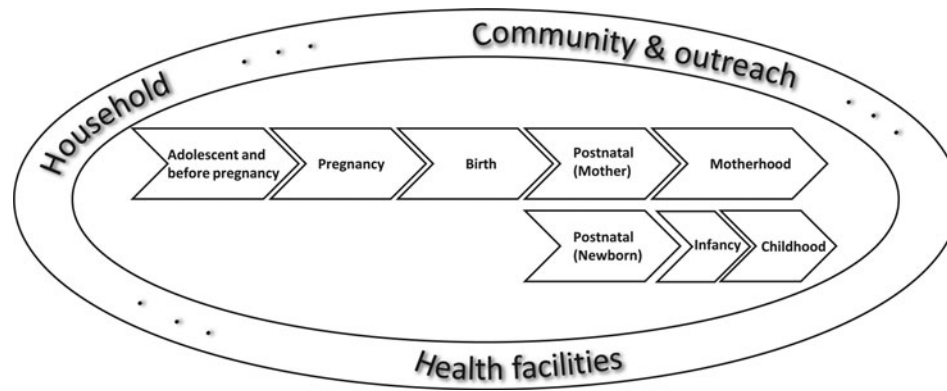 Household
Community & outreach
Adolescent and
before pregnancy
Pregnancy
Birth
Postnatal
(Mother)
Motherhood
Postnatal
(Newborn)
Infancy
Childhood
Health facilities